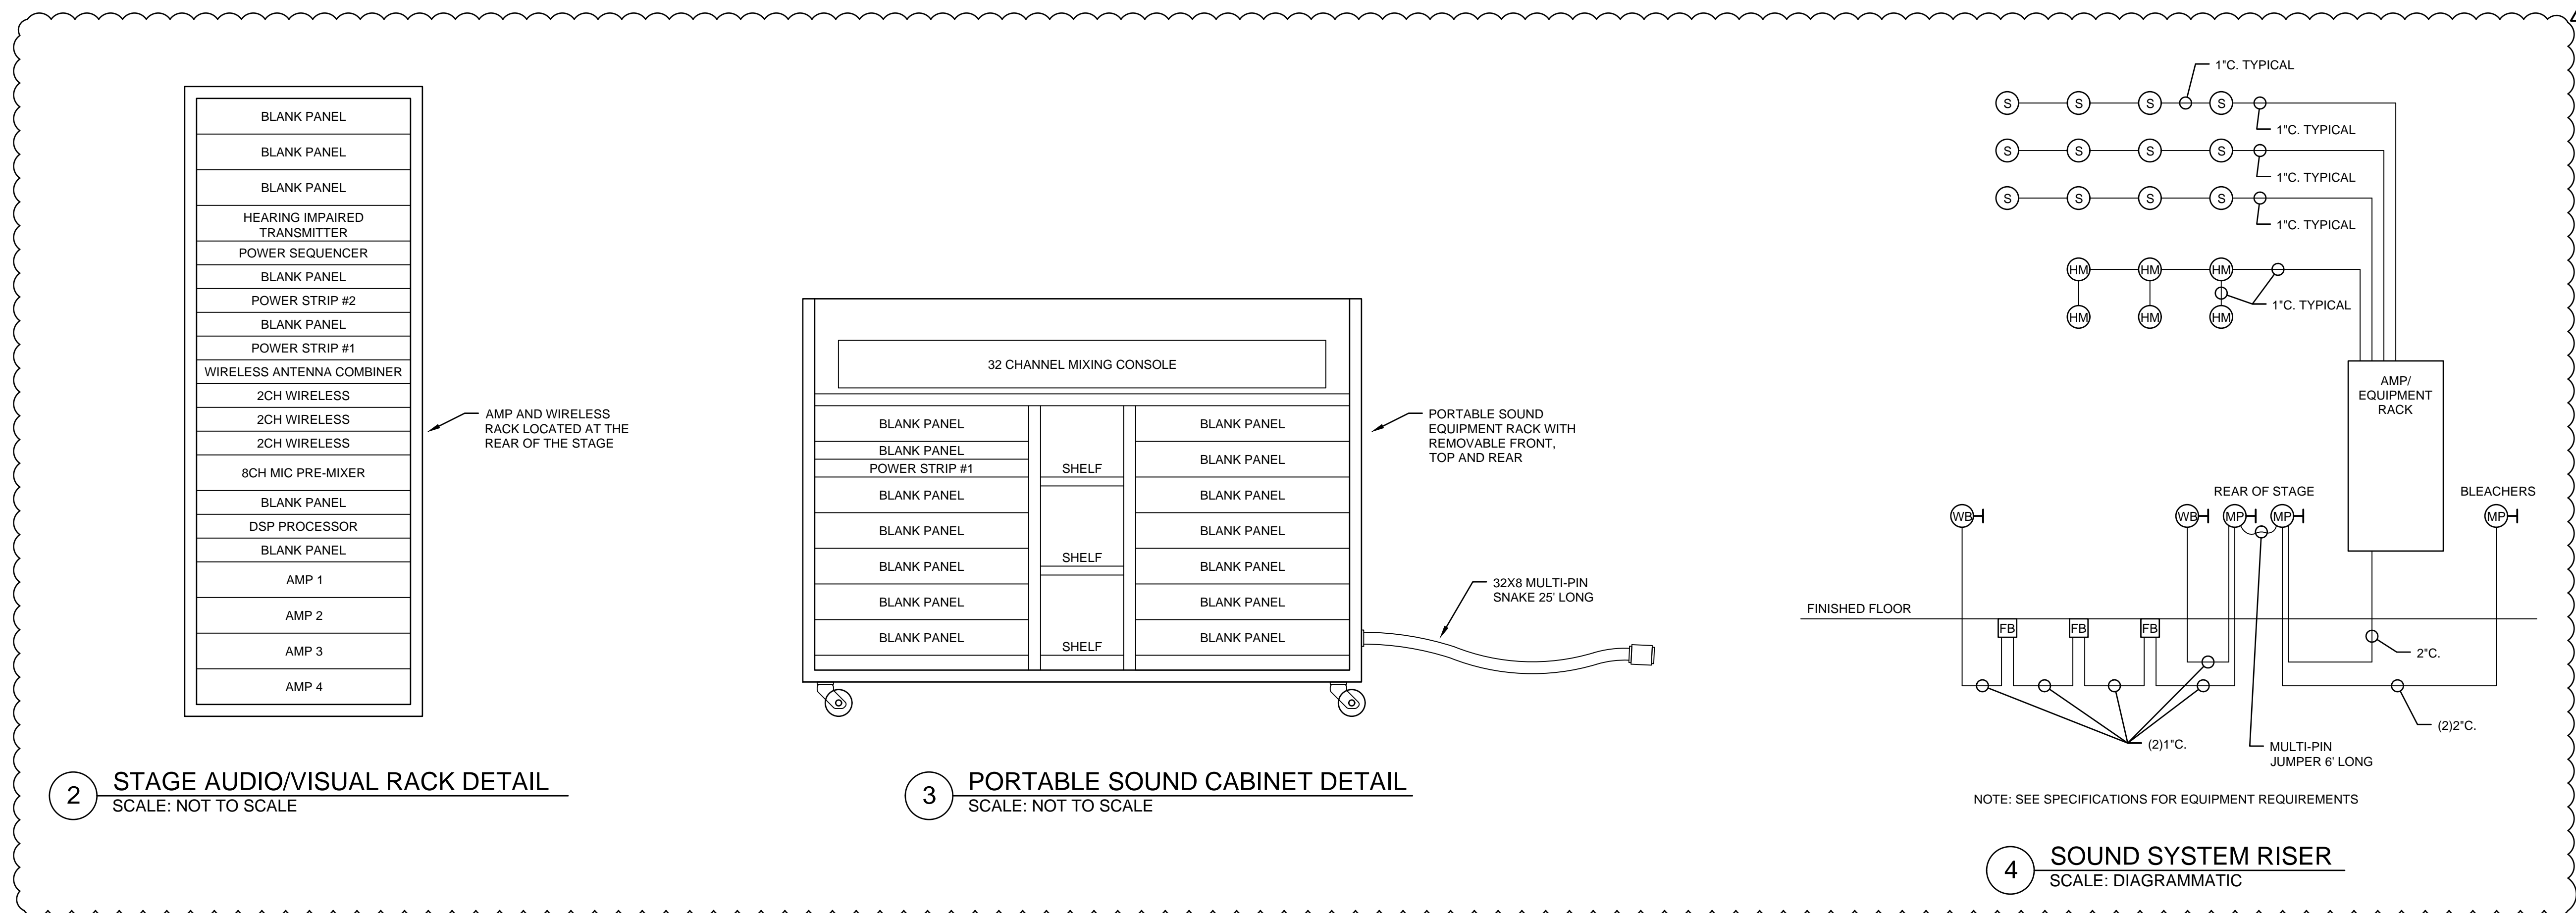 BLANK PANEL
BLANK PANEL
BLANK PANEL
HEARING IMPAIRED
TRANSMITTER
POWER SEQUENCER
BLANK PANEL
POWER STRIP #2
BLANK PANEL
POWER STRIP #1
WIRELESS ANTENNA COMBINER
2CH WIRELESS
2CH WIRELESS
2CH WIRELESS
8CH MIC PRE-MIXER
BLANK PANEL
DSP PROCESSOR
BLANK PANEL
AMP 1
AMP 2
AMP 3
AMP 4
AMP AND WIRELESS
RACK LOCATED AT THE
REAR OF THE STAGE
2
STAGE AUDIO/VISUAL RACK DETAIL
SCALE: NOT TO SCALE
32 CHANNEL MIXING CONSOLE
BLANK PANEL
BLANK PANEL
POWER STRIP #1
BLANK PANEL
BLANK PANEL
BLANK PANEL
BLANK PANEL
BLANK PANEL
SHELF
SHELF
SHELF
BLANK PANEL
BLANK PANEL
BLANK PANEL
BLANK PANEL
BLANK PANEL
BLANK PANEL
BLANK PANEL
PORTABLE SOUND
EQUIPMENT RACK WITH
REMOVABLE FRONT,
TOP AND REAR
32X8 MULTI-PIN
SNAKE 25' LONG
3
PORTABLE SOUND CABINET DETAIL
SCALE: NOT TO SCALE
1"C. TYPICAL
S S S S
1"C. TYPICAL
S S S S
1"C. TYPICAL
S S S S
1"C. TYPICAL
HM HM HM
1"C. TYPICAL
HM HM HM
AMP/
EQUIPMENT
RACK
REAR OF STAGE
BLEACHERS
WB WB MP MP MP
FINISHED FLOOR
FB FB FB
2"C.
(2)2"C.
(2)1"C.
MULTI-PIN
JUMPER 6' LONG
NOTE: SEE SPECIFICATIONS FOR EQUIPMENT REQUIREMENTS
4
SOUND SYSTEM RISER
SCALE: DIAGRAMMATIC